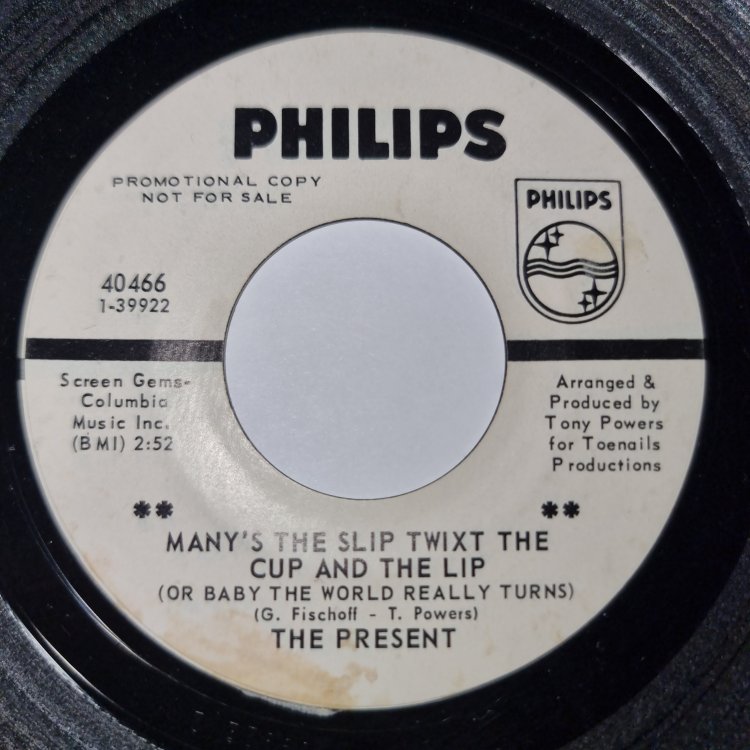 PHILIPS
PROMOTIONAL COPY
NOT FOR SALE
PHILIPS
40466
1-39922
Screen Gems-
Columbia
Music Inc.
(BMI) 2:52
Arranged &
Produced by
Tony Powers
for Toenails
Productions
** **
MANY'S THE SLIP TWIXT THE
CUP AND THE LIP
(OR BABY THE WORLD REALLY TURNS)
(G. Fischoff - T. Powers)
THE PRESENT